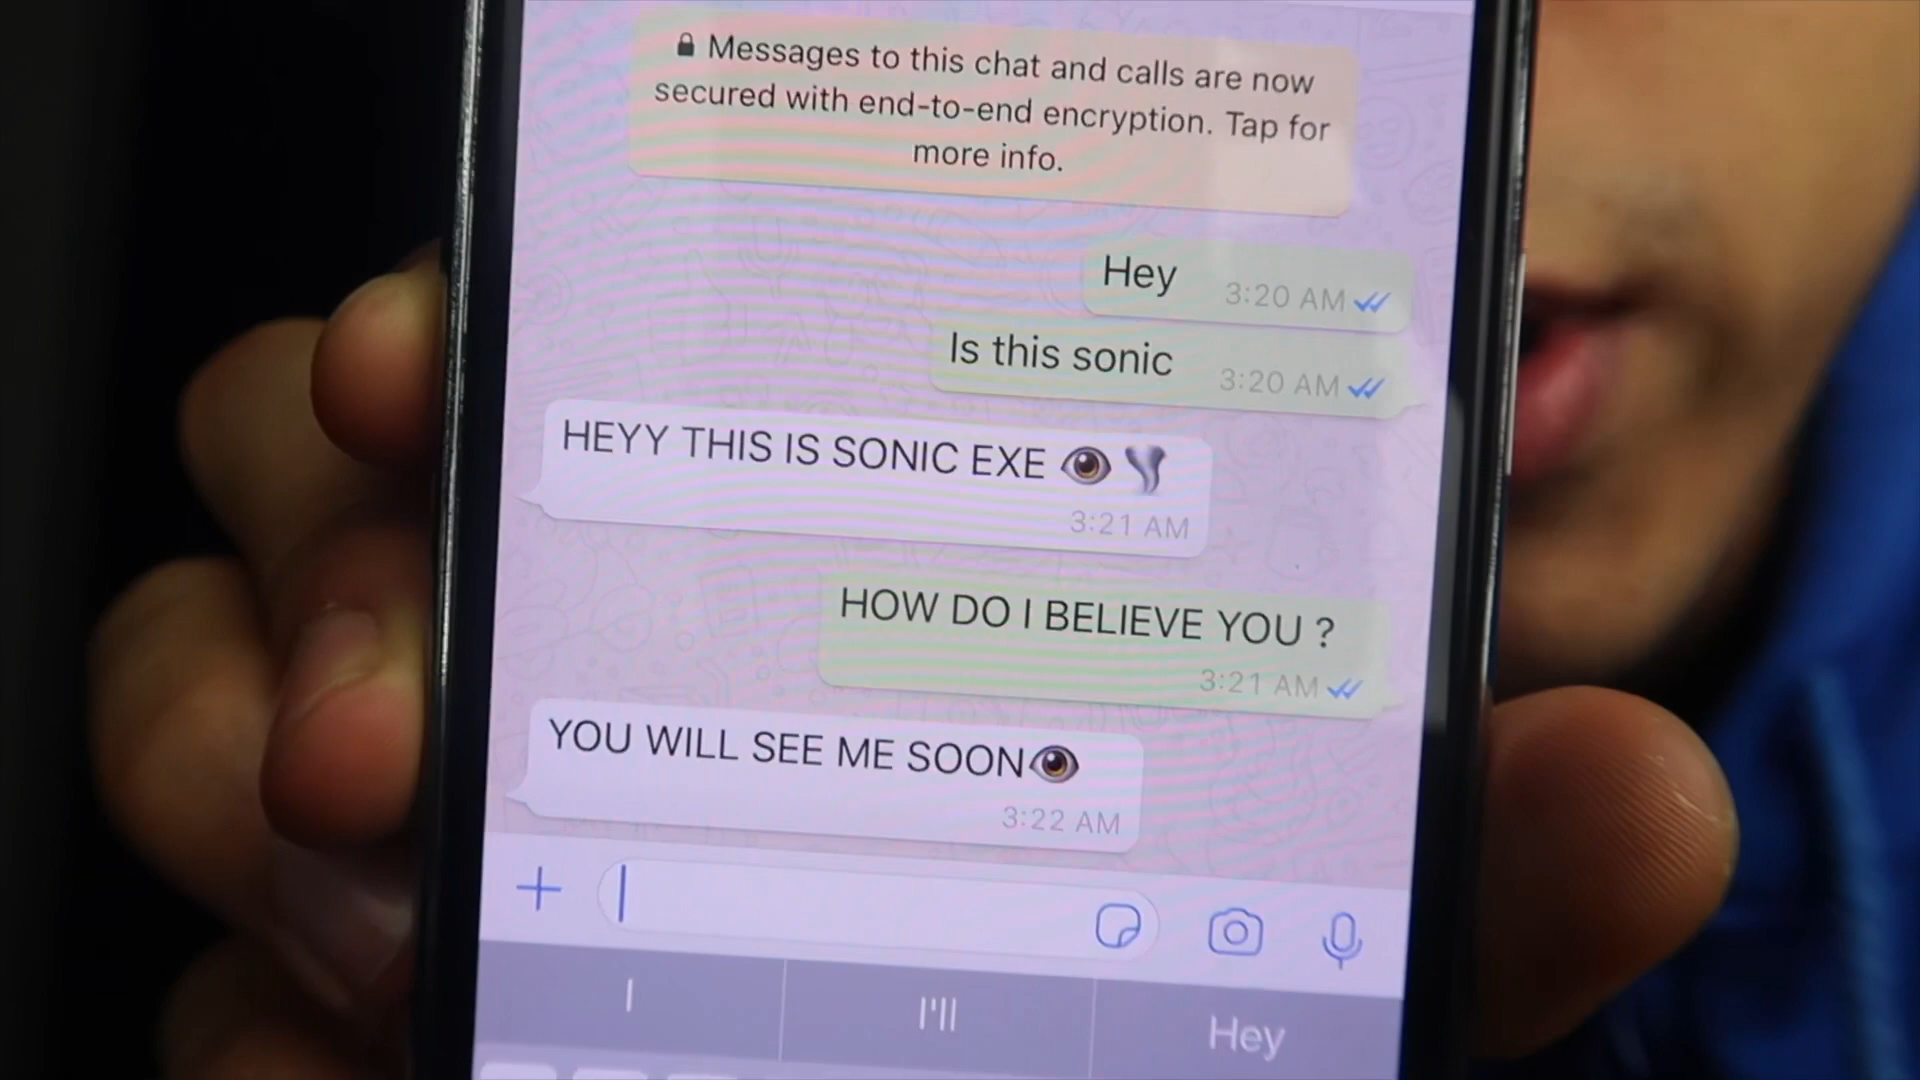 🔒 Messages to this chat and calls are now
secured with end-to-end encryption. Tap for
more info.
Hey
3:20 AM
Is this sonic
3:20 AM
HEYY THIS IS SONIC EXE 👁️
3:21 AM
HOW DO I BELIEVE YOU ?
3:21 AM
YOU WILL SEE ME SOON👁️
3:22 AM
I
I'll
Hey